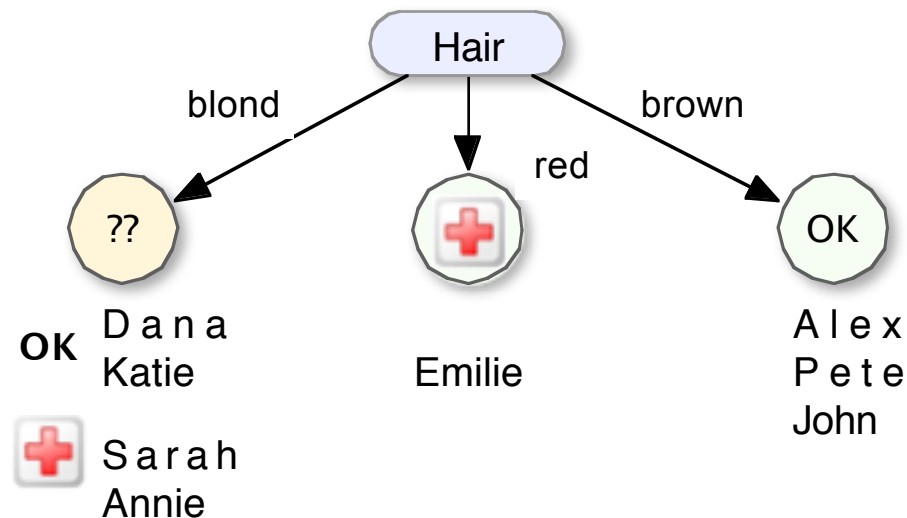 Hair
blond
brown
red
??
OK
OK
Dana
Katie
Emilie
Alex
Pete
John
Sarah
Annie